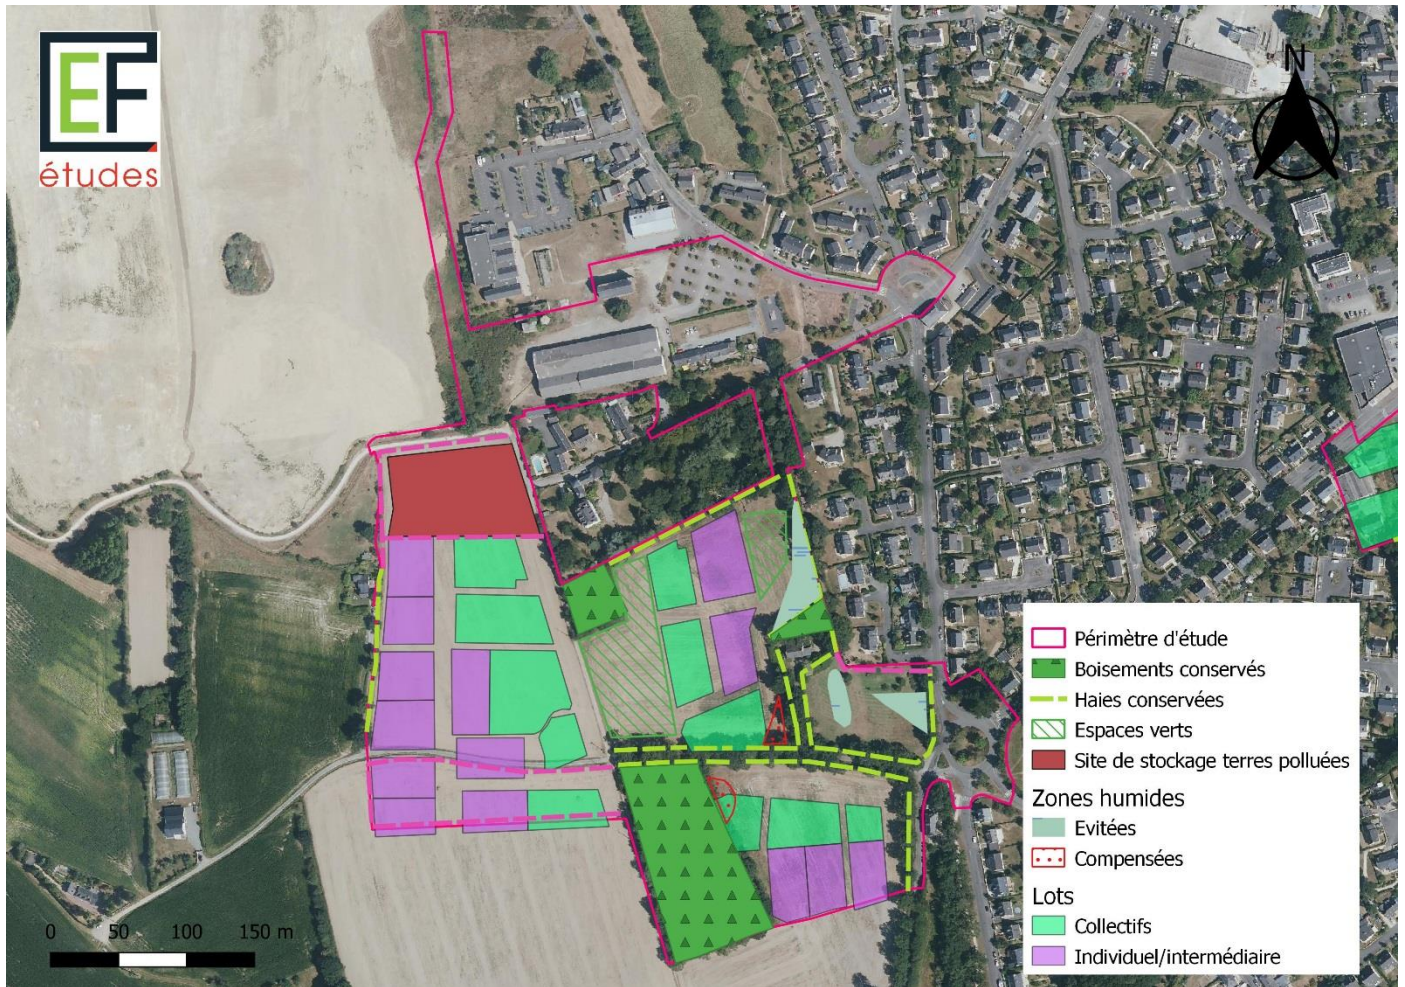 EF
études
N
Périmètre d'étude
Boisements conservés
Haies conservées
Espaces verts
Site de stockage terres polluées
Zones humides
Evitées
Compensées
Lots
Collectifs
Individuel/intermédiaire
0 50 100 150 m